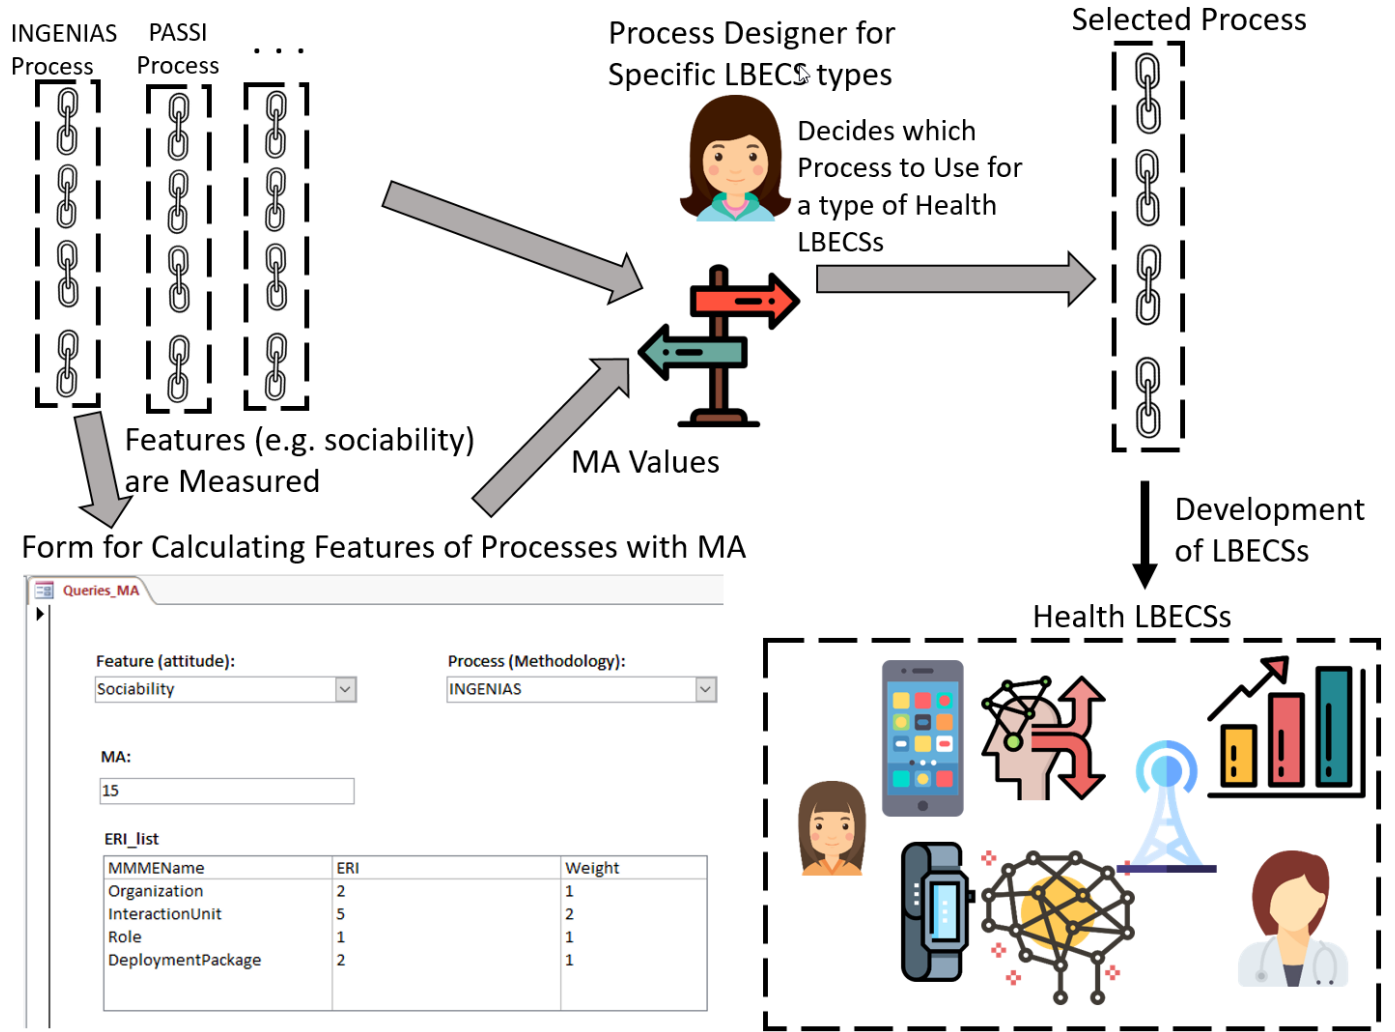 INGENIAS
Process
PASSI
Process
. . .
Process Designer for
Specific LBECS types
Decides which
Process to Use for
a type of Health
LBECSs
Selected Process
Features (e.g. sociability)
are Measured
MA Values
Form for Calculating Features of Processes with MA
Development
of LBECSs
Health LBECSs
Queries_MA
Feature (attitude):
Process (Methodology):
Sociability
INGENIAS
MA:
15
ERI_list
MMMEName ERI Weight
Organization 2 1
InteractionUnit 5 2
Role 1 1
DeploymentPackage 2 1